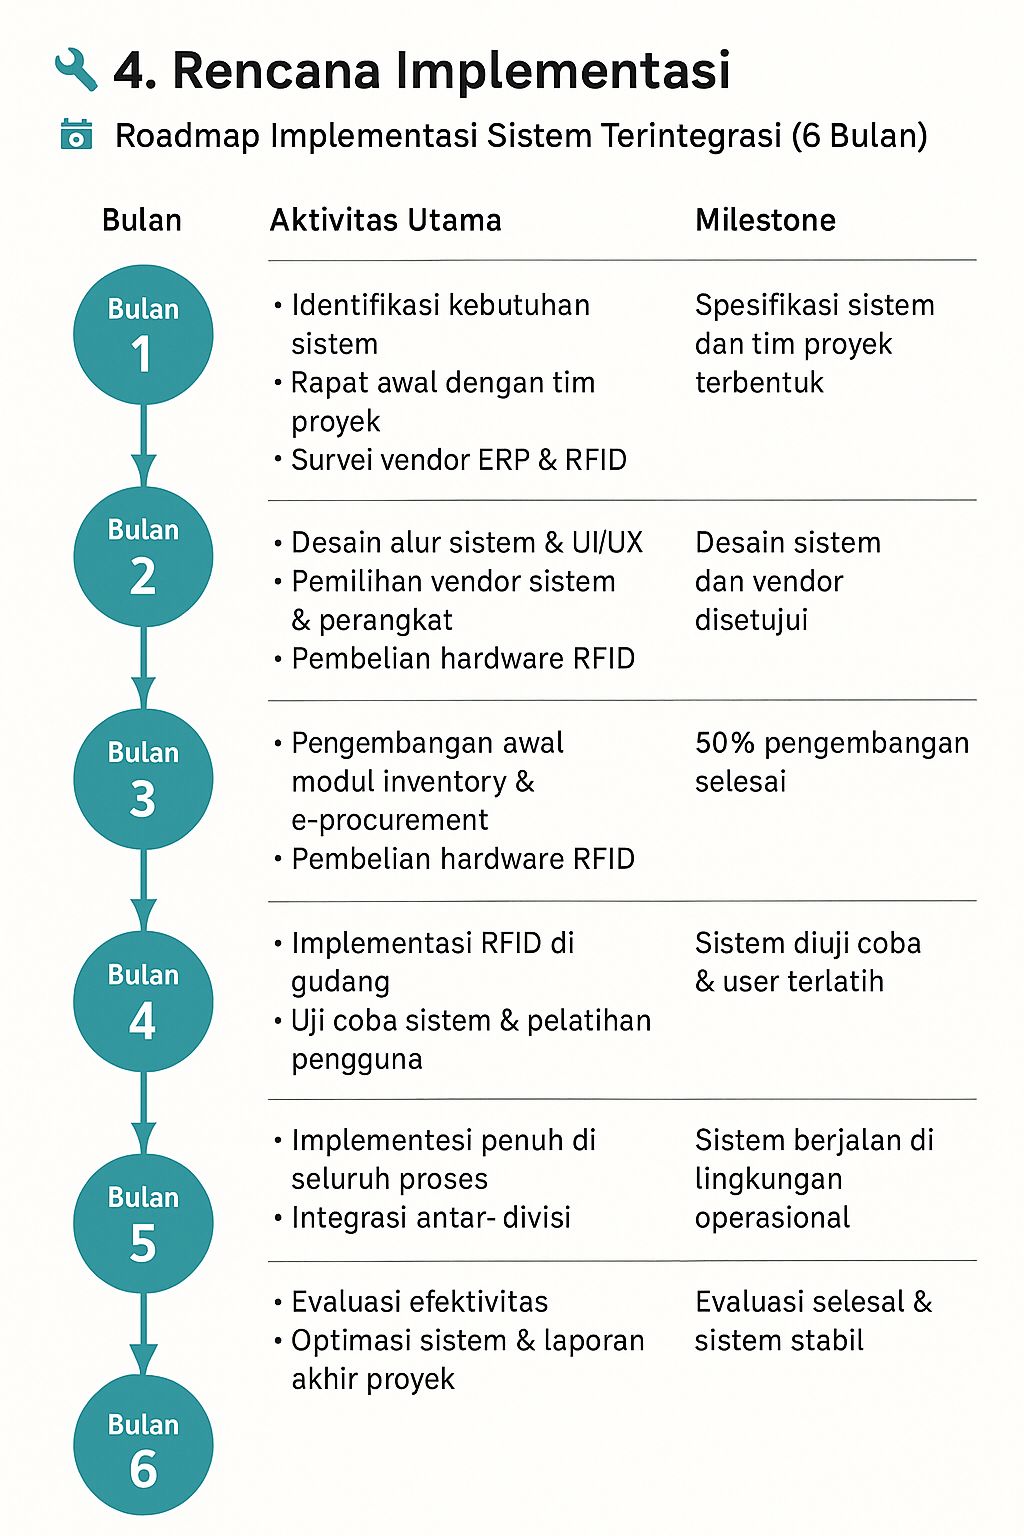 4. Rencana Implementasi
Roadmap Implementasi Sistem Terintegrasi (6 Bulan)
Bulan
Aktivitas Utama
Milestone
Bulan
1
• Identifikasi kebutuhan
sistem
• Rapat awal dengan tim
proyek
• Survei vendor ERP & RFID
Spesifikasi sistem
dan tim proyek
terbentuk
Bulan
2
• Desain alur sistem & UI/UX
• Pemilihan vendor sistem
& perangkat
• Pembelian hardware RFID
Desain sistem
dan vendor
disetujui
Bulan
3
• Pengembangan awal
modul inventory &
e-procurement
• Pembelian hardware RFID
50% pengembangan
selesai
Bulan
4
• Implementasi RFID di
gudang
• Uji coba sistem & pelatihan
pengguna
Sistem diuji coba
& user terlatih
Bulan
5
• Implementesi penuh di
seluruh proses
• Integrasi antar- divisi
Sistem berjalan di
lingkungan
operasional
Bulan
6
• Evaluasi efektivitas
• Optimasi sistem & laporan
akhir proyek
Evaluasi selesal &
sistem stabil